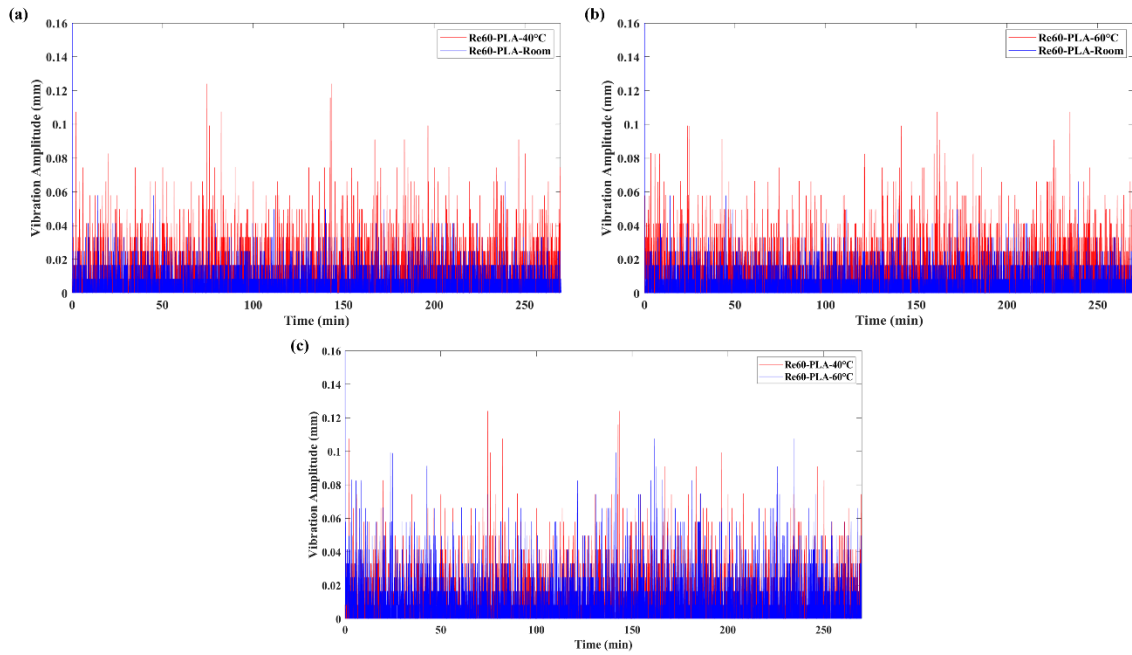 (a)
0.16
0.14
0.12
0.1
0.08
0.06
0.04
0.02
0
Vibration Amplitude (mm)
Re60-PLA-40°C
Re60-PLA-Room
0 50 100 150 200 250
Time (min)
(b)
0.16
0.14
0.12
0.1
0.08
0.06
0.04
0.02
0
Vibration Amplitude (mm)
Re60-PLA-60°C
Re60-PLA-Room
0 50 100 150 200 250
Time (min)
(c)
0.16
0.14
0.12
0.1
0.08
0.06
0.04
0.02
0
Vibration Amplitude (mm)
Re60-PLA-40°C
Re60-PLA-60°C
0 50 100 150 200 250
Time (min)